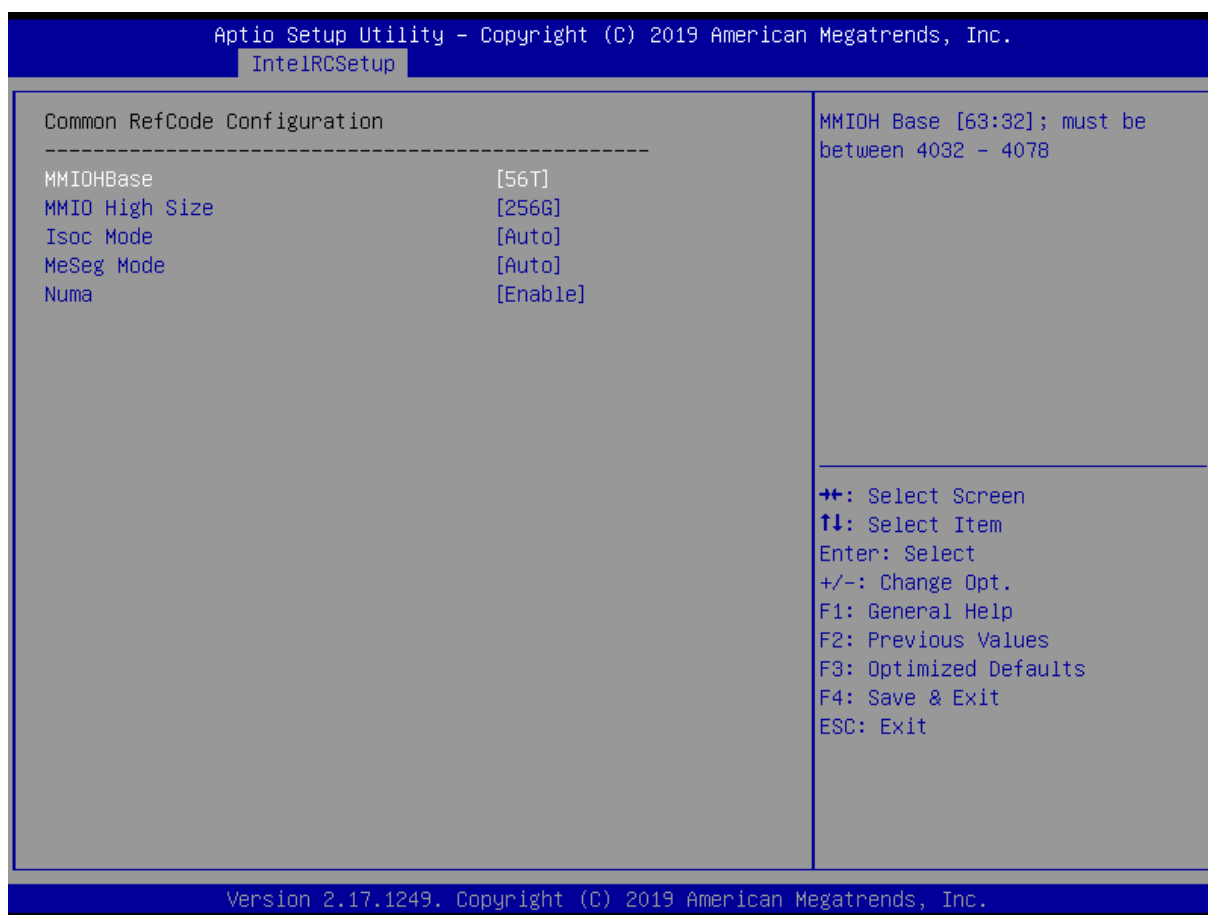 Aptio Setup Utility – Copyright (C) 2019 American Megatrends, Inc.
IntelRCSetup
Common RefCode Configuration
--------------------------------------------------
MMIOHBase [56T]
MMIO High Size [256G]
Isoc Mode [Auto]
MeSeg Mode [Auto]
Numa [Enable]
MMIOH Base [63:32]; must be
between 4032 – 4078
→←: Select Screen
↑↓: Select Item
Enter: Select
+/-: Change Opt.
F1: General Help
F2: Previous Values
F3: Optimized Defaults
F4: Save & Exit
ESC: Exit
Version 2.17.1249. Copyright (C) 2019 American Megatrends, Inc.